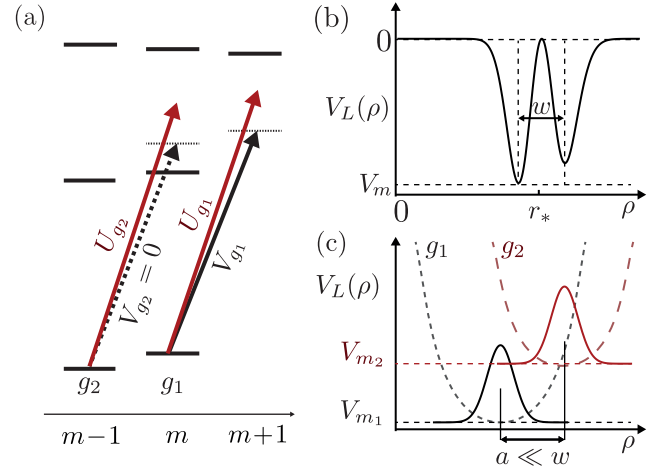 (a)
U_{g_2}
V_{g_2} = 0
U_{g_1}
V_{g_1}
g_2
g_1
m−1
m
m+1
(b)
0
V_L(ρ)
w
V_m
0
r_*
ρ
(c)
g_1
g_2
V_L(ρ)
V_{m_2}
V_{m_1}
a ≪ w
ρ